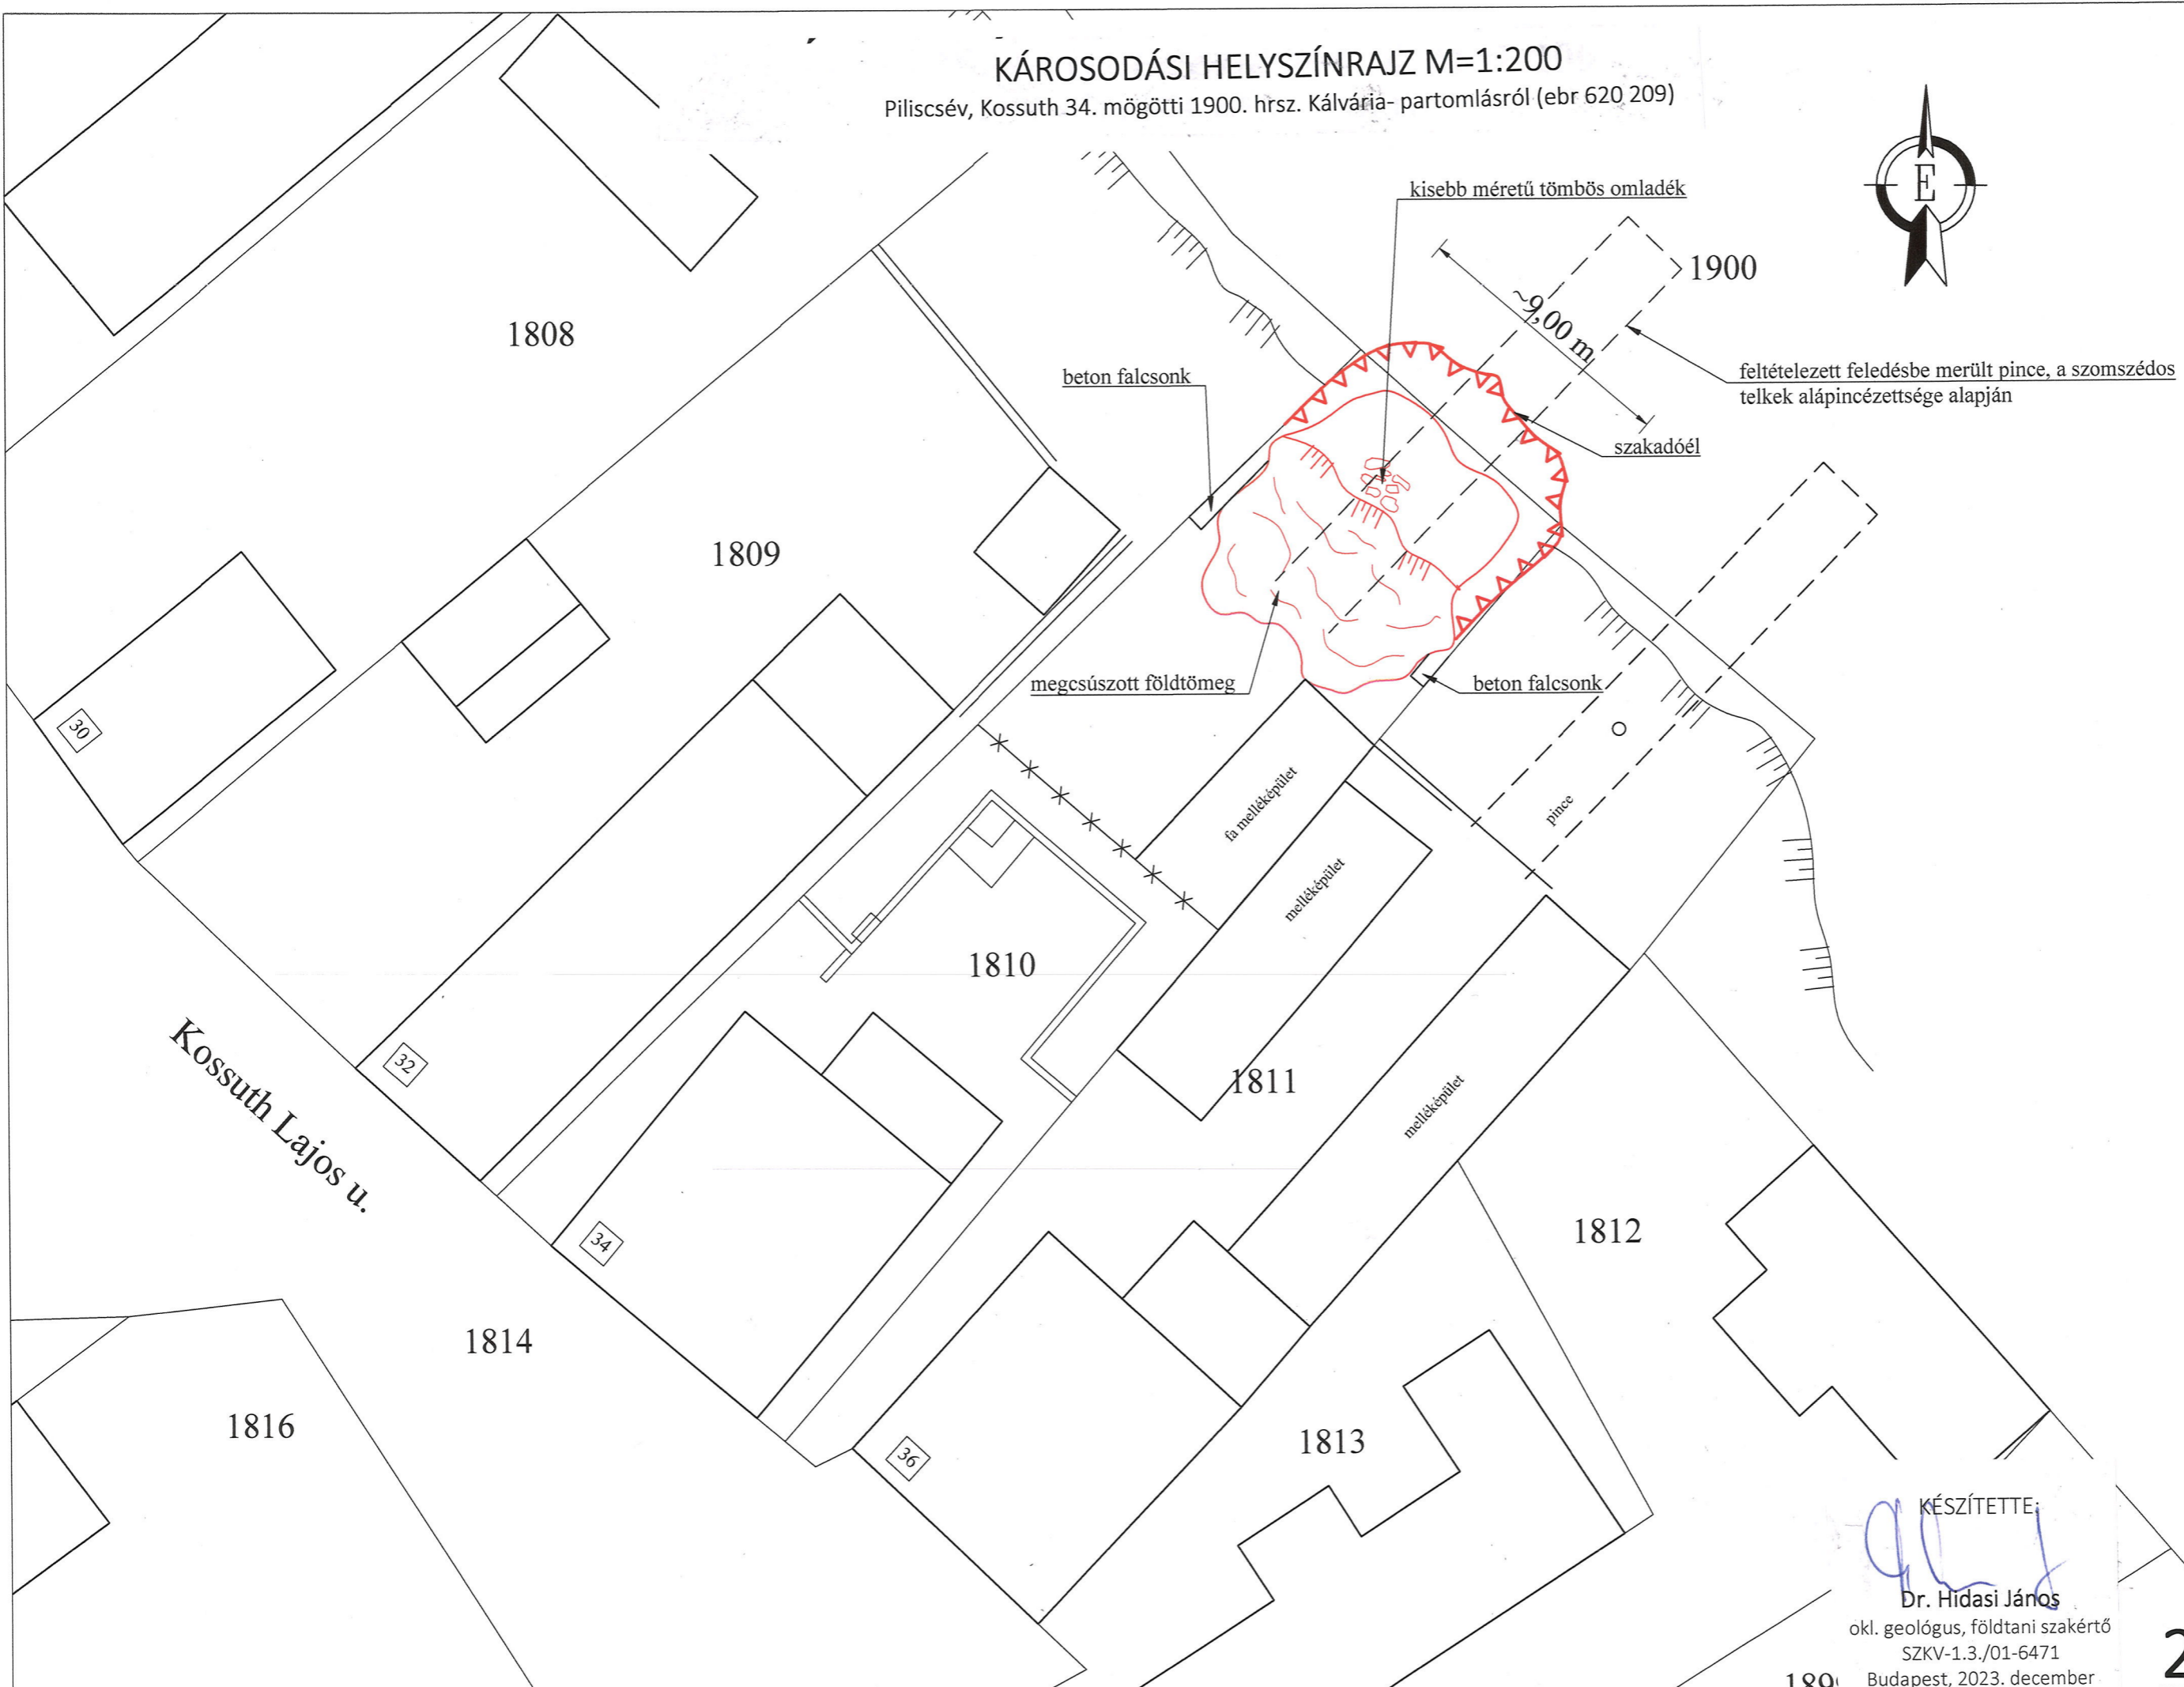 KÁROSODÁSI HELYSZÍNRAJZ M=1:200
Piliscsév, Kossuth 34. mögötti 1900. hrsz. Kálvária- partomlásról (ebr 620 209)
kisebb méretű tömbös omladék
E
1900
~9,00 m
1808
beton falcsonk
feltételezett feledésbe merült pince, a szomszédos
telkek alápincézettsége alapján
szakadóél
1809
megcsúszott földtömeg
beton falcsonk
30
fa melléképület
pince
melléképület
1810
Kossuth Lajos u.
32
1811
melléképület
34
1812
1814
1816
36
1813
KÉSZÍTETTE:
Dr. Hidasi János
okl. geológus, földtani szakértő
SZKV-1.3./01-6471
Budapest, 2023. december
189
2